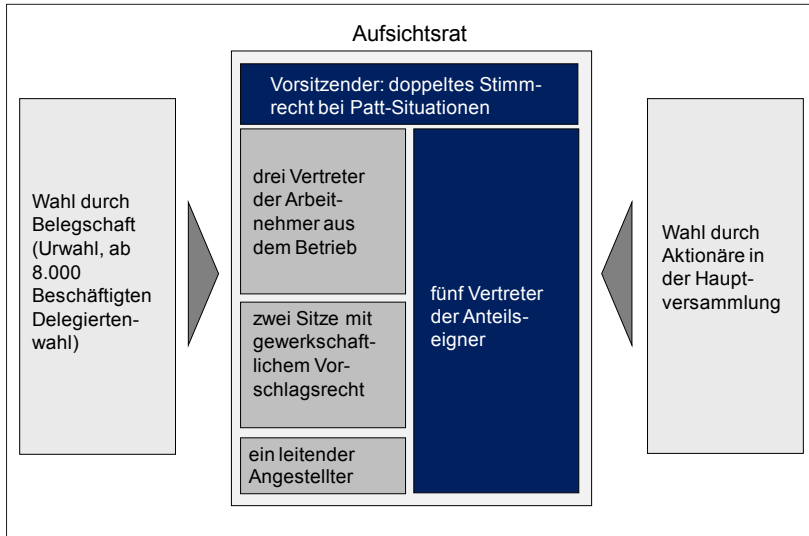 Aufsichtsrat
Vorsitzender: doppeltes Stimm-
recht bei Patt-Situationen
Wahl durch
Belegschaft
(Urwahl, ab
8.000
Beschäftigten
Delegierten-
wahl)
drei Vertreter
der Arbeit-
nehmer aus
dem Betrieb
zwei Sitze mit
gewerkschaft-
lichem Vor-
schlagsrecht
ein leitender
Angestellter
fünf Vertreter
der Anteils-
eigner
Wahl durch
Aktionäre in
der Haupt-
versammlung